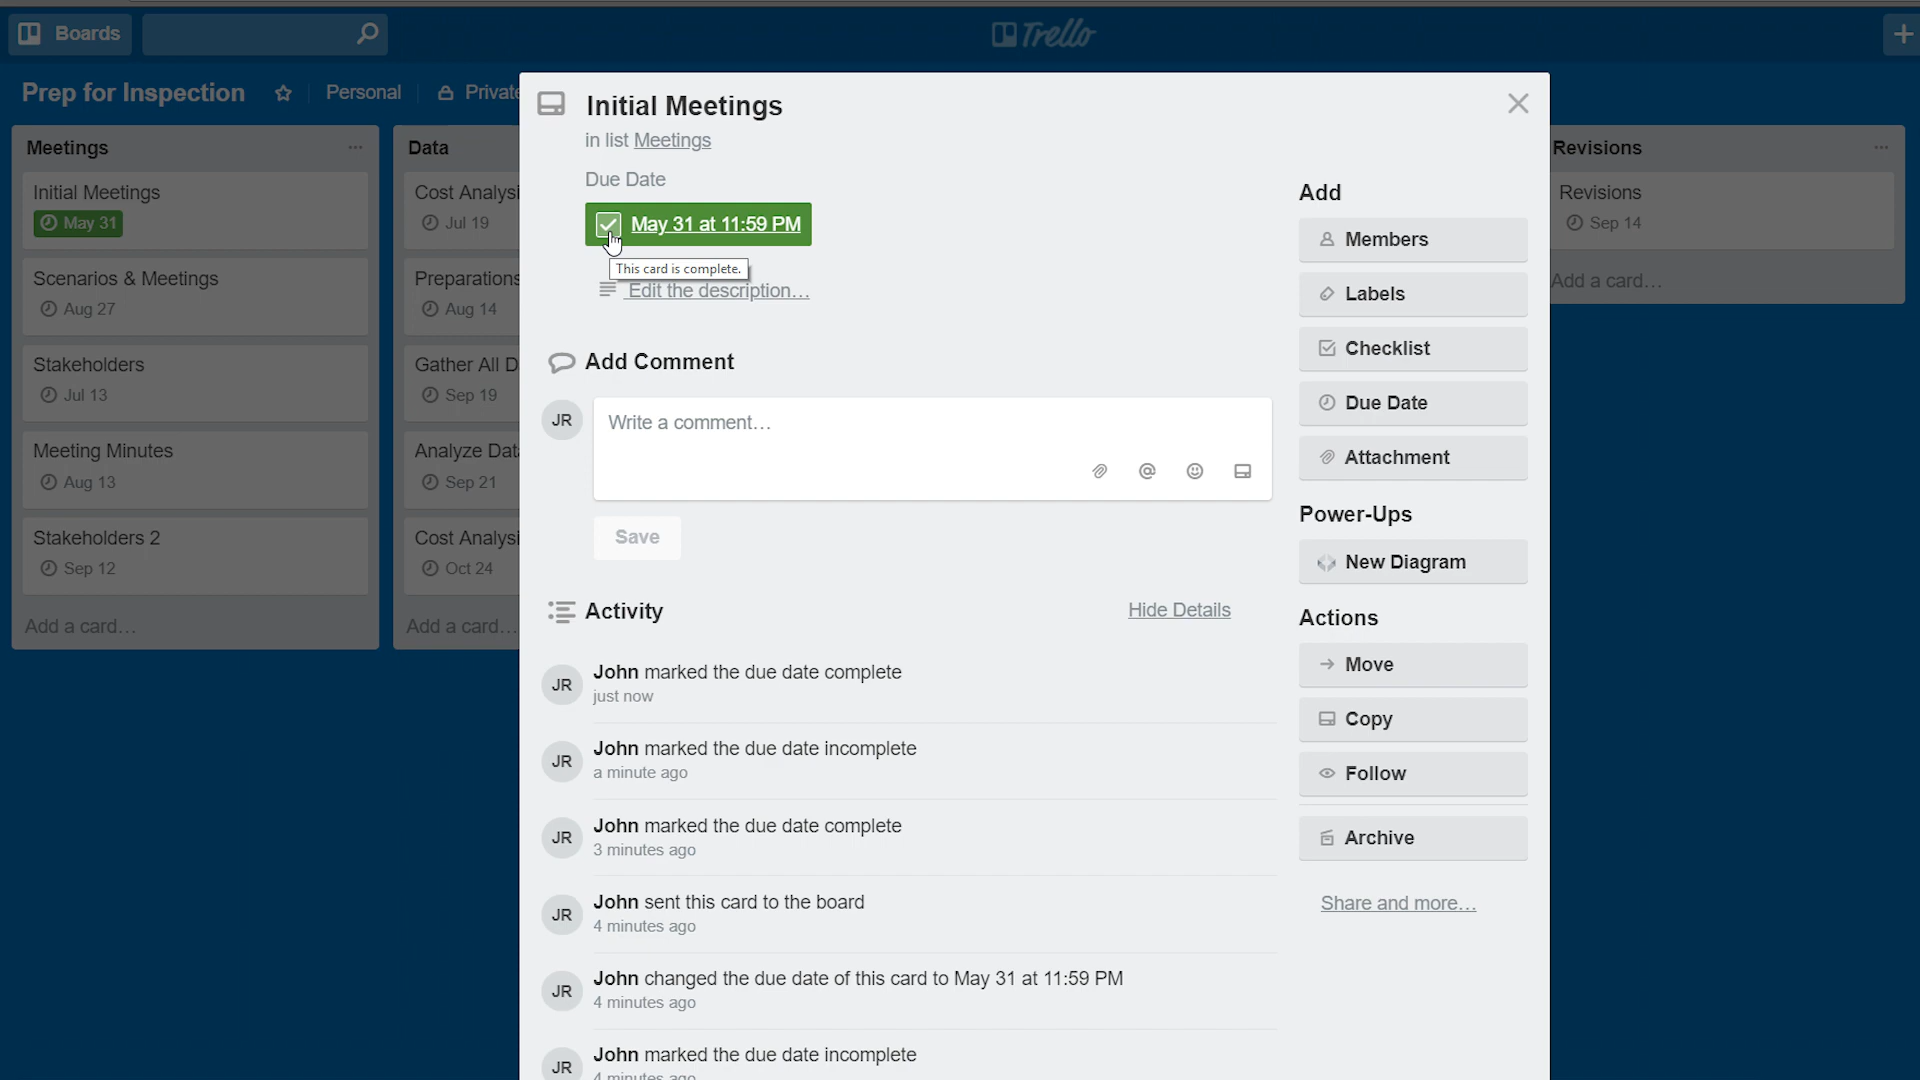 Boards
Trello
Prep for Inspection
Personal
Private
Meetings
Initial Meetings
May 31
Scenarios & Meetings
Aug 27
Stakeholders
Jul 13
Meeting Minutes
Aug 13
Stakeholders 2
Sep 12
Add a card…
Data
Cost Analysi
Jul 19
Preparations
Aug 14
Gather All D
Sep 19
Analyze Dat
Sep 21
Cost Analysi
Oct 24
Add a card…
Initial Meetings
in list Meetings
Due Date
May 31 at 11:59 PM
This card is complete.
Edit the description…
Add Comment
JR
Write a comment…
Save
Activity
Hide Details
JR
John marked the due date complete
just now
JR
John marked the due date incomplete
a minute ago
JR
John marked the due date complete
3 minutes ago
JR
John sent this card to the board
4 minutes ago
JR
John changed the due date of this card to May 31 at 11:59 PM
4 minutes ago
JR
John marked the due date incomplete
4 minutes ago
Add
Members
Labels
Checklist
Due Date
Attachment
Power-Ups
New Diagram
Actions
Move
Copy
Follow
Archive
Share and more…
Revisions
Revisions
Sep 14
Add a card…